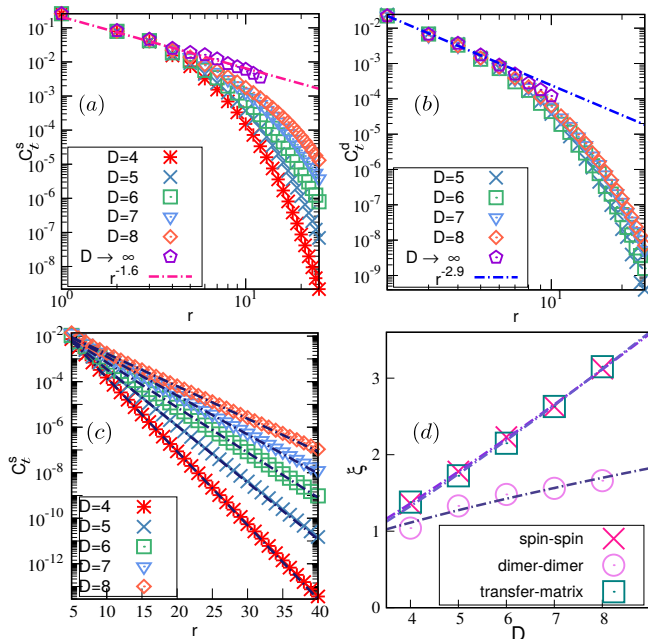 10⁰
10⁻¹
10⁻²
10⁻³
10⁻⁴
10⁻⁵
10⁻⁶
10⁻⁷
10⁻⁸
C_ℓ^s
(a)
D=4
D=5
D=6
D=7
D=8
D → ∞
r^-1.6
10⁰
10¹
r
10⁻²
10⁻³
10⁻⁴
10⁻⁵
10⁻⁶
10⁻⁷
10⁻⁸
10⁻⁹
C_ℓ^d
(b)
D=5
D=6
D=7
D=8
D → ∞
r^-2.9
10¹
r
10⁻²
10⁻⁴
10⁻⁶
10⁻⁸
10⁻¹⁰
10⁻¹²
C_ℓ^s
(c)
D=4
D=5
D=6
D=7
D=8
5 10 15 20 25 30 35 40
r
3
2
1
0
ξ
(d)
spin-spin
dimer-dimer
transfer-matrix
4 5 6 7 8
D